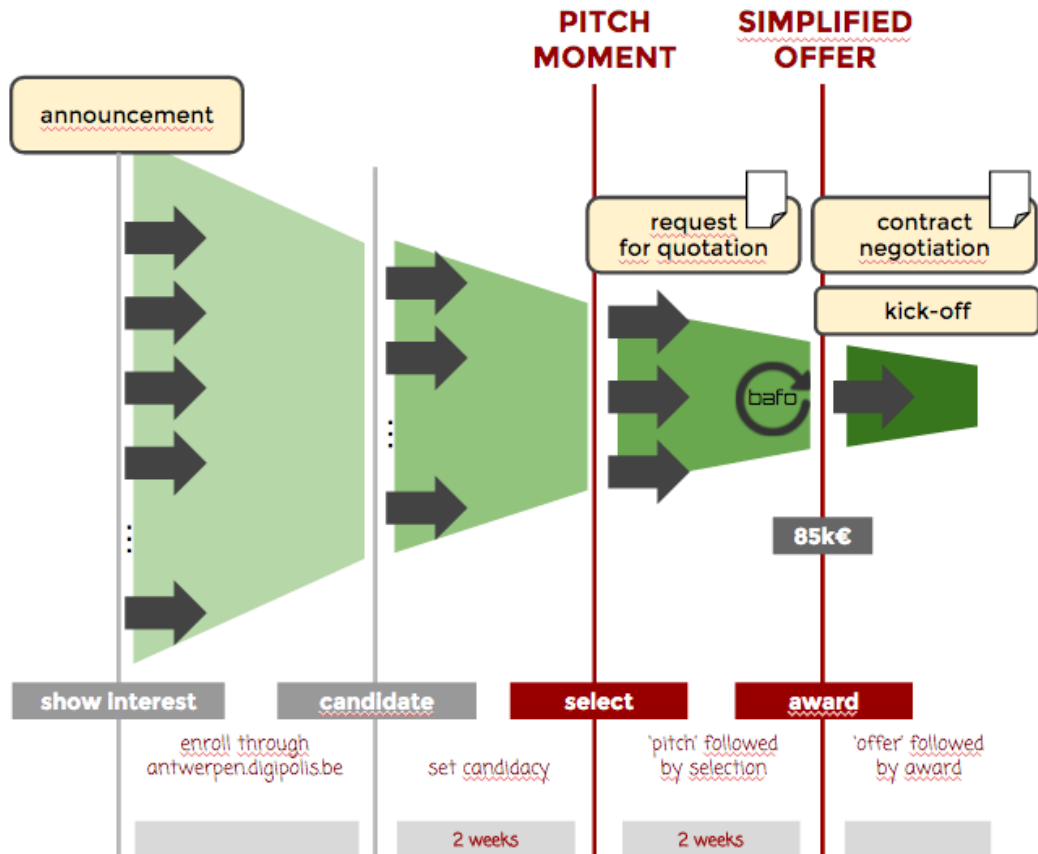 PITCH
MOMENT
SIMPLIFIED
OFFER
announcement
request
for quotation
contract
negotiation
kick-off
bafo
85k€
show interest
candidate
select
award
enroll through
antwerpen.digipolis.be
set candidacy
'pitch' followed
by selection
'offer' followed
by award
2 weeks
2 weeks